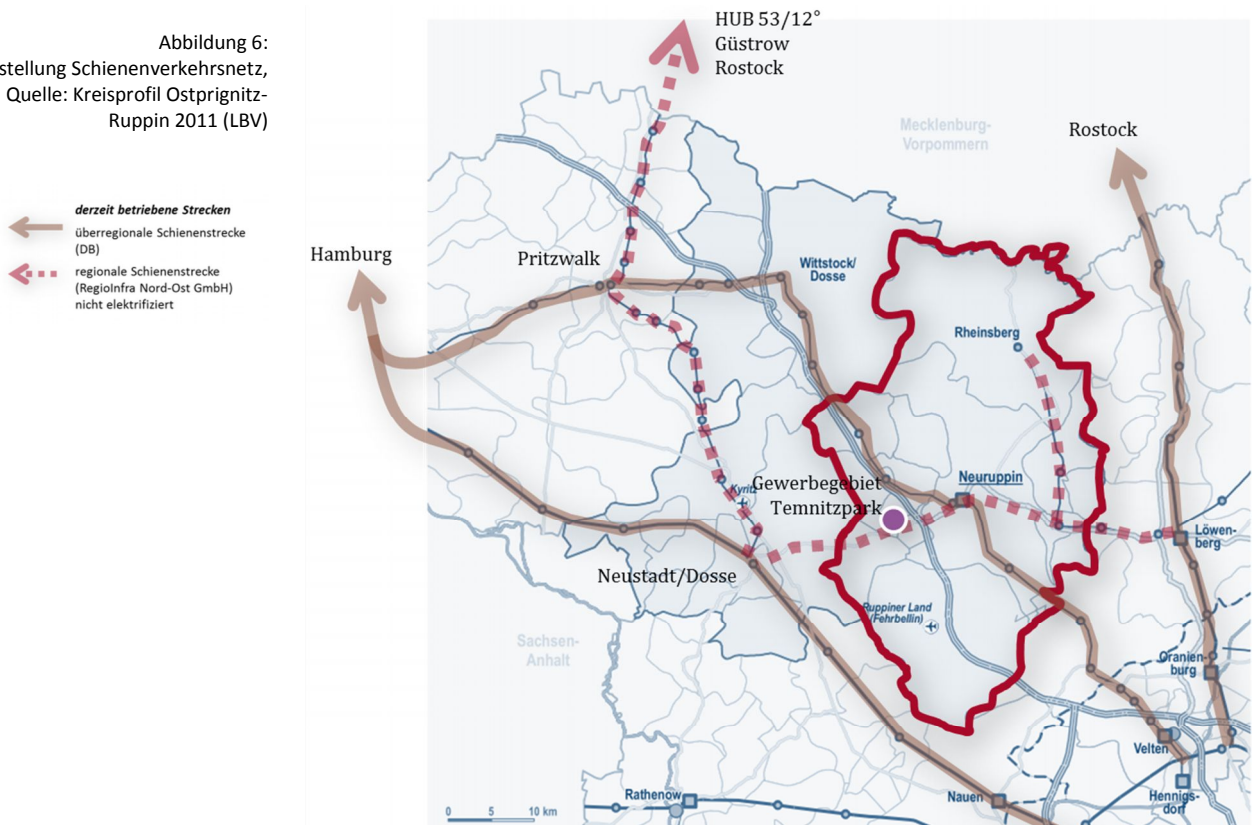 Abbildung 6:
stellung Schienenverkehrsnetz,
Quelle: Kreisprofil Ostprignitz-
Ruppin 2011 (LBV)
derzeit betriebene Strecken
überregionale Schienenstrecke
(DB)
regionale Schienenstrecke
(RegioInfra Nord-Ost GmbH)
nicht elektrifiziert
HUB 53/12°
Güstrow
Rostock
Mecklenburg-
Vorpommern
Rostock
Hamburg
Pritzwalk
Wittstock/
Dosse
Rheinsberg
Kyritz
Gewerbegebiet
Temnitzpark
Neuruppin
Löwen-
berg
Neustadt/Dosse
Ruppiner Land
(Fehrbellin)
Sachsen-
Anhalt
Oranien-
burg
Velten
Hennigs-
dorf
Rathenow
Nauen
0 5 10 km